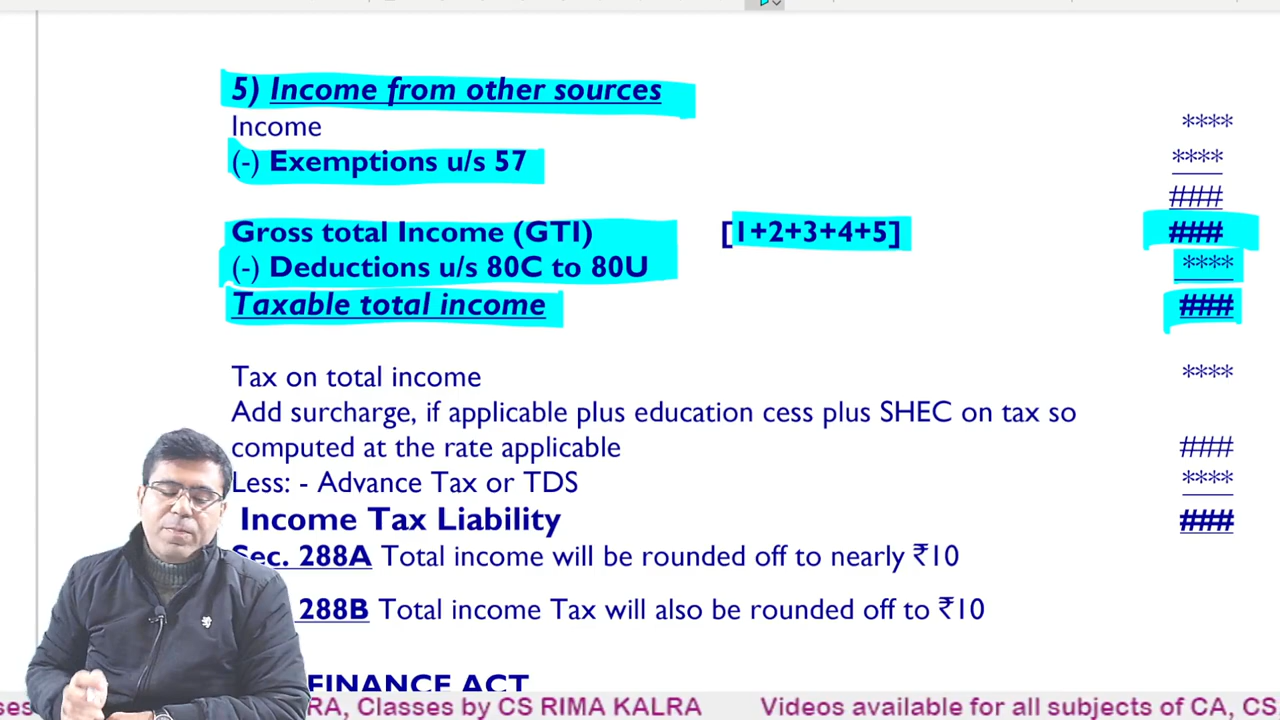 5) Income from other sources
Income ****
(-) Exemptions u/s 57 ****
####
Gross total Income (GTI) [1+2+3+4+5] ###
(-) Deductions u/s 80C to 80U ****
Taxable total income ###
Tax on total income ****
Add surcharge, if applicable plus education cess plus SHEC on tax so
computed at the rate applicable ####
Less: - Advance Tax or TDS ****
Income Tax Liability ###
Sec. 288A Total income will be rounded off to nearly ₹10
288B Total income Tax will also be rounded off to ₹10
FINANCE ACT
RA, Classes by CS RIMA KALRA Videos available for all subjects of CA, CS